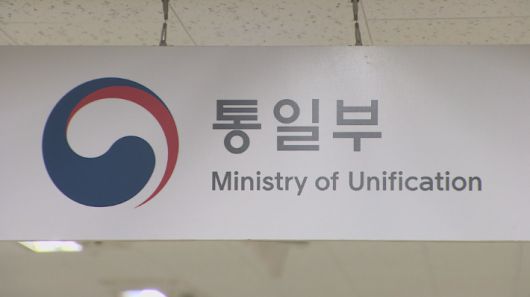 통일부
Ministry of Unification